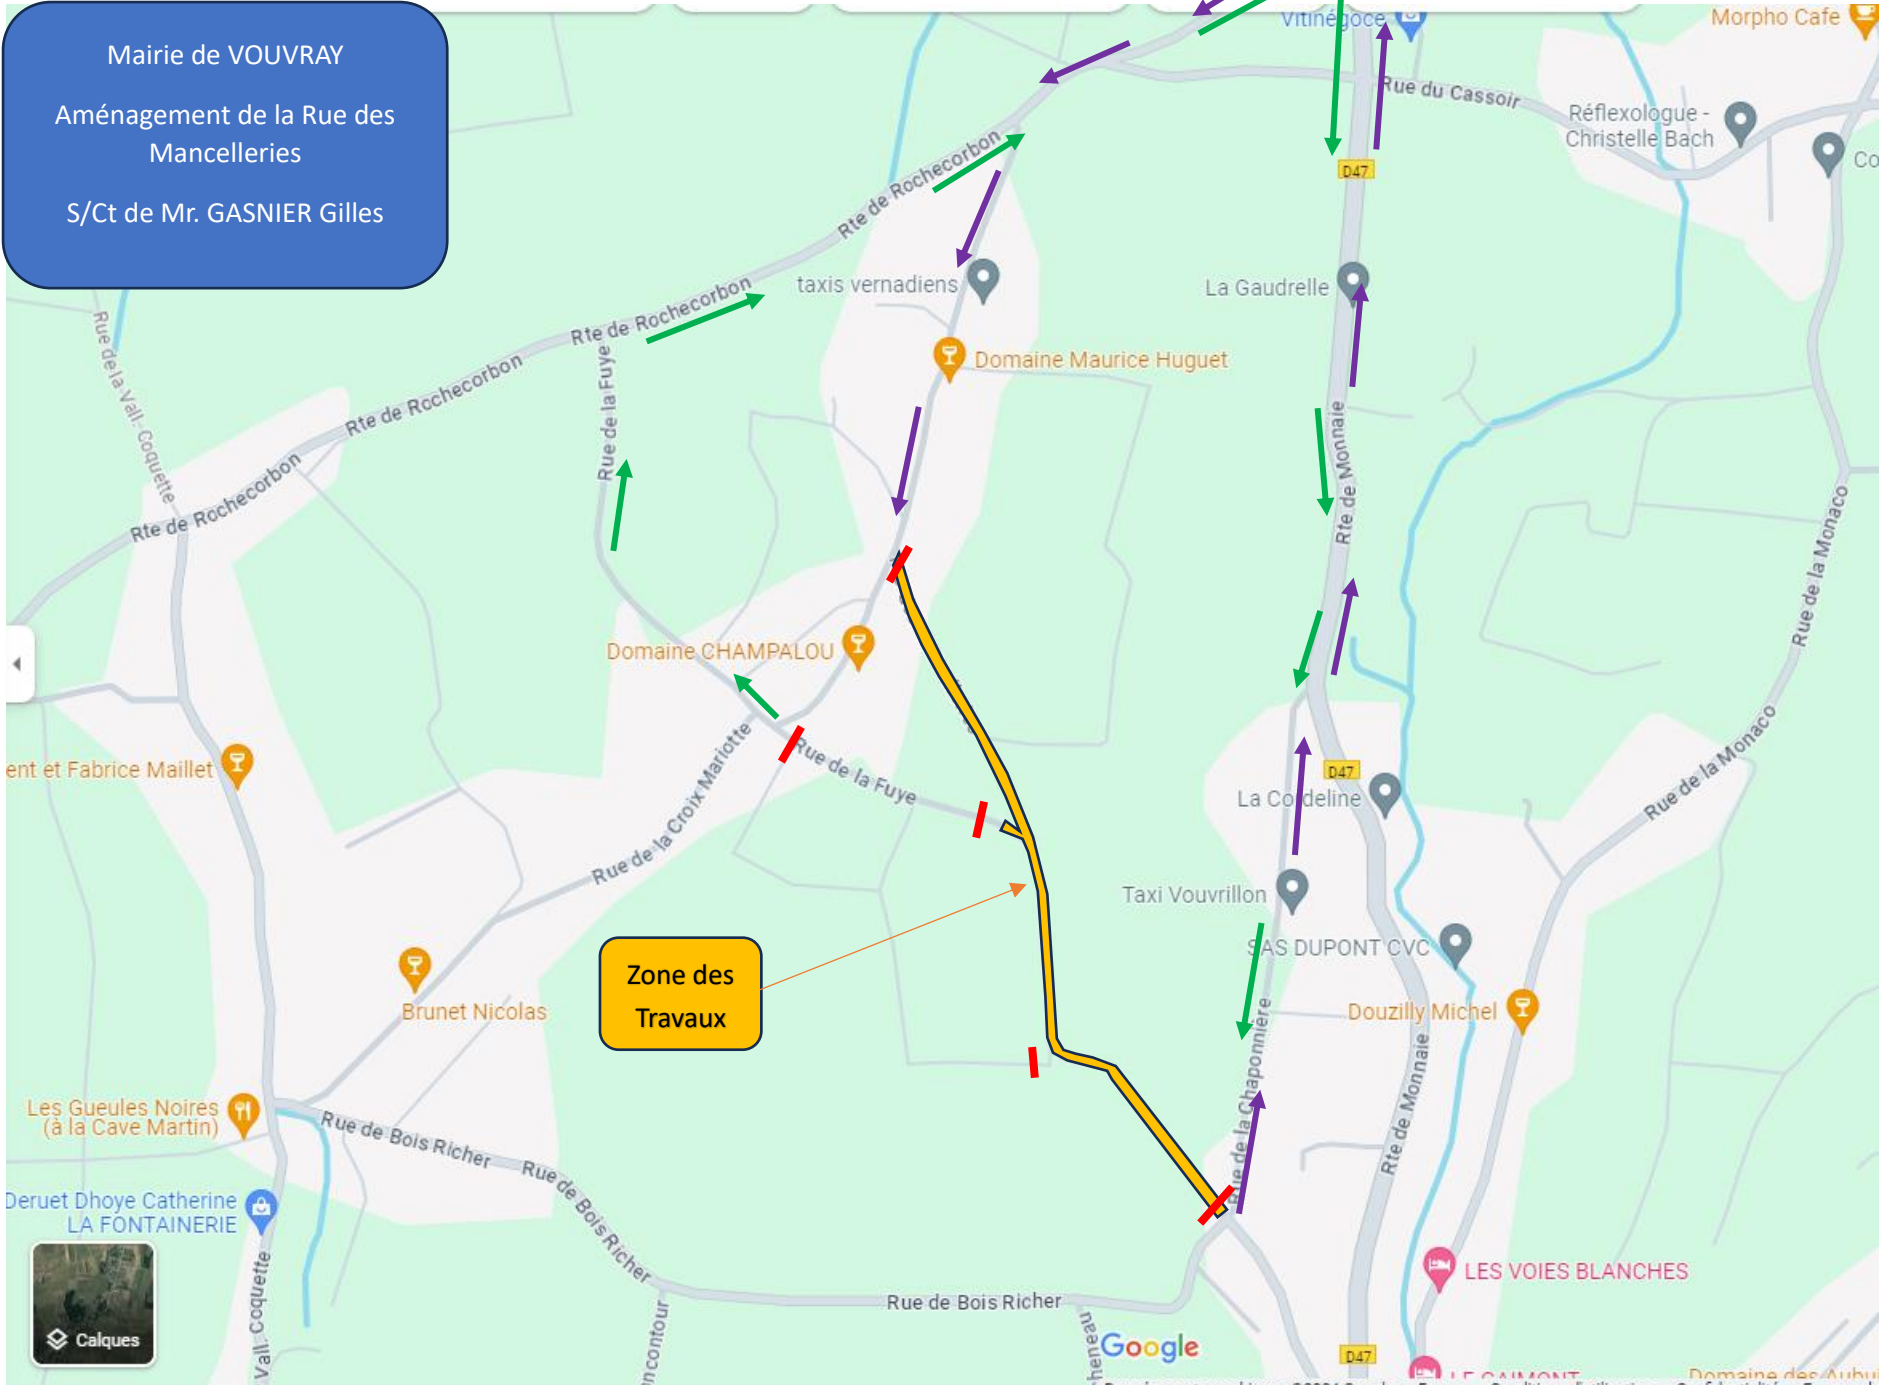 Mairie de VOUVRAY
Aménagement de la Rue des
Mancelleries
S/Ct de Mr. GASNIER Gilles
Vitinégoce
Morpho Cafe
Rue du Cassoir
Réflexologue -
Christelle Bach
Co
D47
Rte de Rochecorbon
taxis vernadiens
La Gaudrelle
Rue de la Vall. Coquette
Rte de Rochecorbon
Rue de la Fuye
Domaine Maurice Huguet
Rte de Rochecorbon
Rte de Monnaie
Rte de Rochecorbon
Rue de la Monaco
Domaine CHAMPALOU
Rue de la Croix Mariotte
Rue de la Fuye
ent et Fabrice Maillet
D47
La Cordeline
Rue de la Monaco
Taxi Vouvrillon
SAS DUPONT CVC
Zone des
Travaux
Brunet Nicolas
Douzilly Michel
Rue de la Chaponnière
Rte de Monnaie
Les Gueules Noires
(à la Cave Martin)
Rue de Bois Richer
Rue de Bois Richer
Deruet Dhoye Catherine
LA FONTAINERIE
LES VOIES BLANCHES
Rue de Bois Richer
Vall. Coquette
ncontour
heneau
Calques
Google
D47